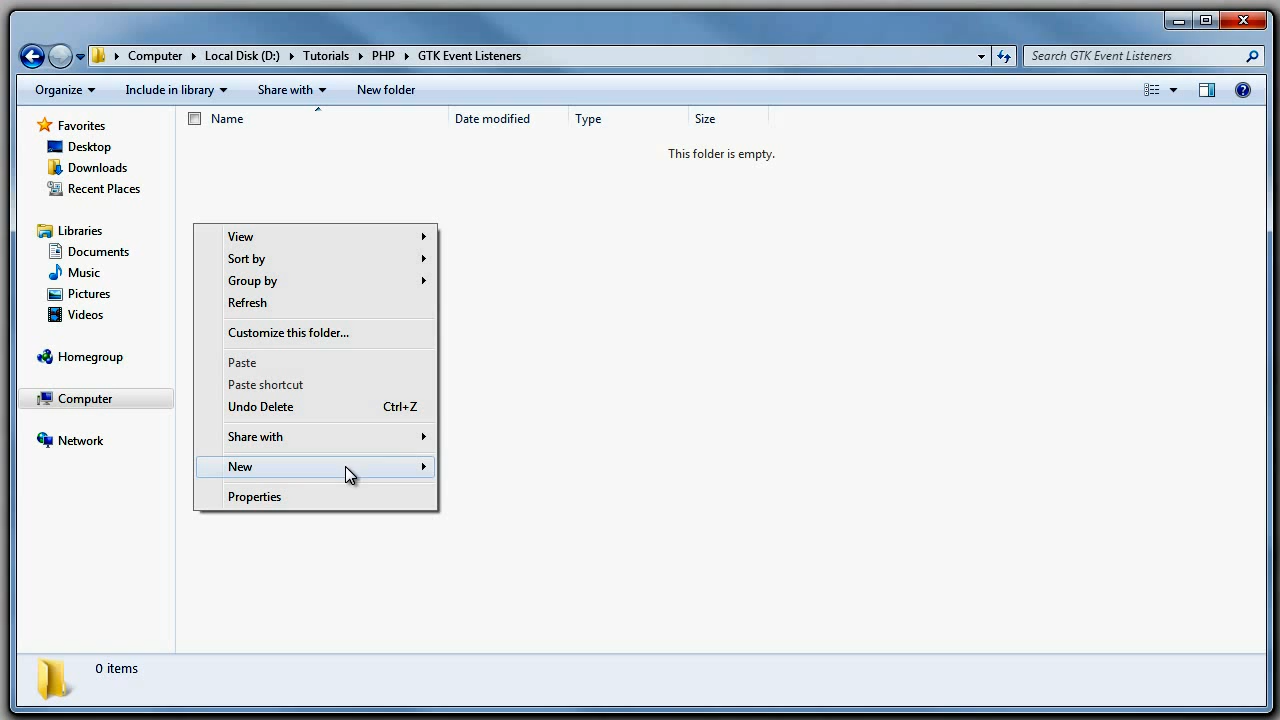 Computer Local Disk (D:) Tutorials PHP GTK Event Listeners
Search GTK Event Listeners
Organize Include in library Share with New folder
Favorites
Desktop
Downloads
Recent Places
Libraries
Documents
Music
Pictures
Videos
Homegroup
Computer
Network
Name Date modified Type Size
This folder is empty.
View
Sort by
Group by
Refresh
Customize this folder...
Paste
Paste shortcut
Undo Delete Ctrl+Z
Share with
New
Properties
0 items